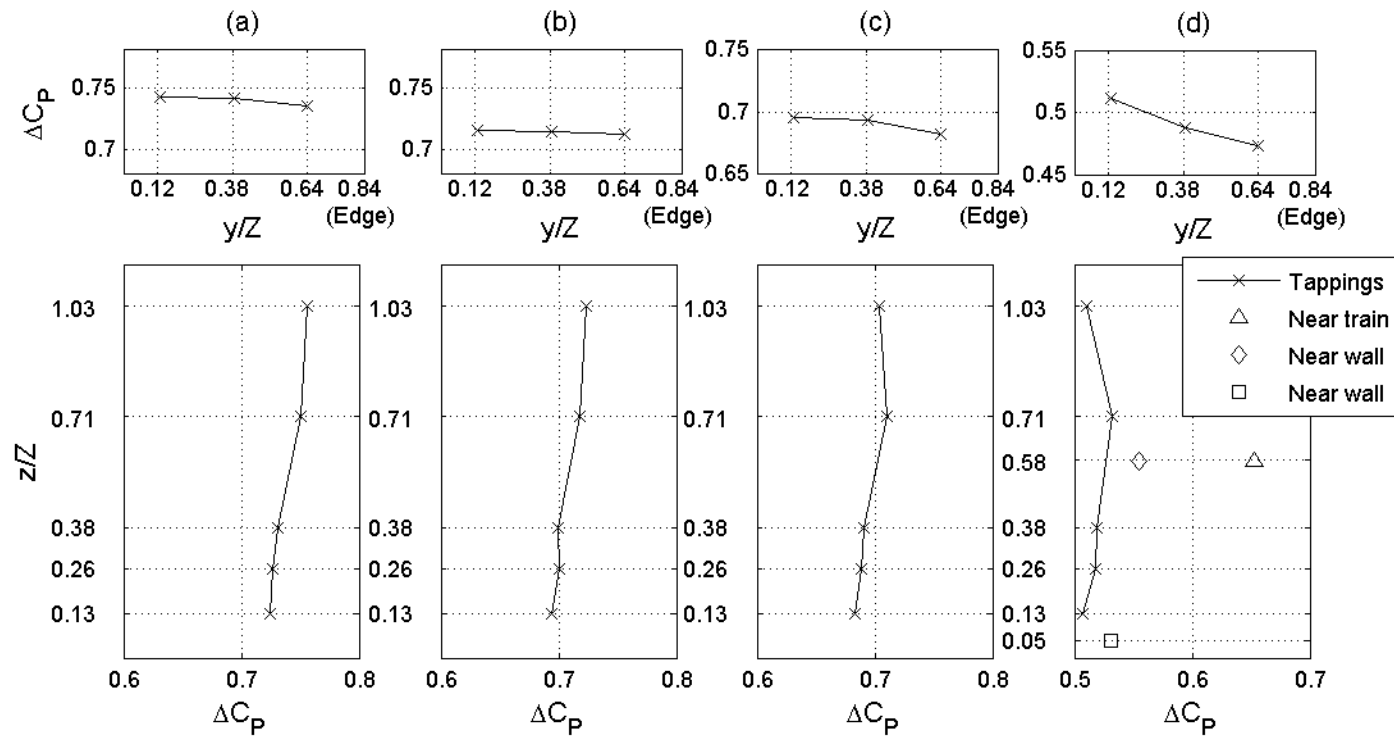 (a) (b) (c) (d)
0.75 0.75 0.75 0.55
ΔC_P
0.7 0.7 0.7 0.5
0.65 0.45
0.12 0.38 0.64 0.84 0.12 0.38 0.64 0.84 0.12 0.38 0.64 0.84 0.12 0.38 0.64 0.84
y/Z (Edge) y/Z (Edge) y/Z (Edge) y/Z (Edge)
1.03 1.03 1.03 1.03
0.71 0.71 0.71 0.71
z/Z
0.58
0.38 0.38 0.38 0.38
0.26 0.26 0.26 0.26
0.13 0.13 0.13 0.13
0.05
Tappings
Near train
Near wall
Near wall
0.6 0.7 0.8 0.6 0.7 0.8 0.6 0.7 0.8 0.5 0.6 0.7
ΔC_P ΔC_P ΔC_P ΔC_P